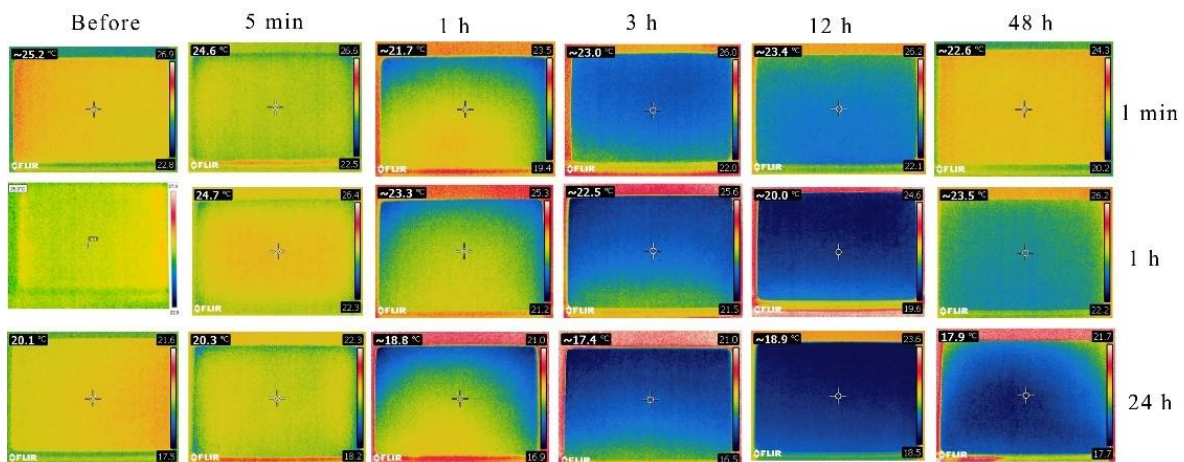 Before 5 min 1 h 3 h 12 h 48 h
~25.2 °C 26.9 24.6 °C 26.6 ~21.7 °C 23.5 ~23.0 °C 26.0 ~23.4 °C 26.2 ~22.6 °C 24.3
1 min
FLIR 22.8 FLIR 22.5 FLIR 19.4 FLIR 22.0 FLIR 22.1 FLIR 20.2
24.7 °C 26.4 ~23.3 °C 25.3 ~22.5 °C 25.6 ~20.0 °C 24.6 ~23.5 °C 26.2
1 h
FLIR 22.3 FLIR 21.2 FLIR 21.5 FLIR 19.6 FLIR 22.2
20.1 °C 21.6 20.3 °C 22.3 ~18.8 °C 21.0 ~17.4 °C 21.0 ~18.9 °C 23.6 17.9 °C 21.7
24 h
FLIR 17.5 FLIR 18.2 FLIR 16.9 FLIR 16.5 FLIR 18.5 FLIR 17.7